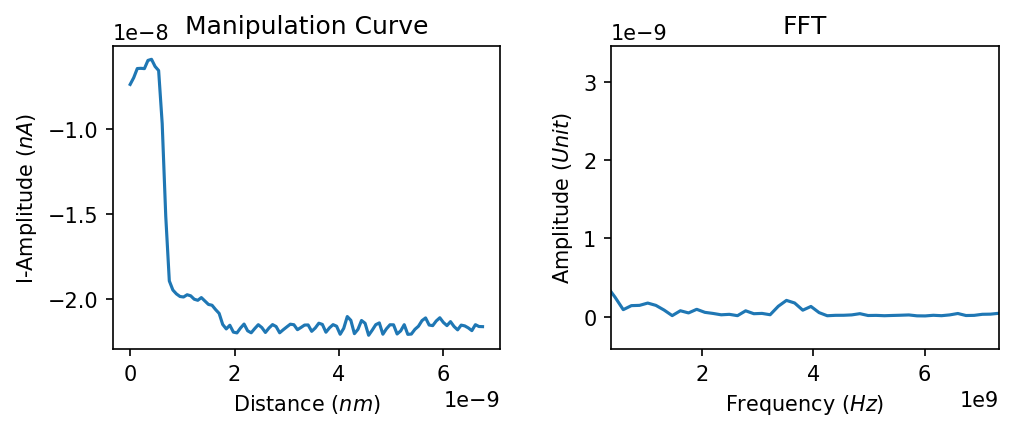 Manipulation Curve
1e−8
I-Amplitude (nA)
−1.0
−1.5
−2.0
0 2 4 6
1e−9
Distance (nm)
FFT
1e−9
Amplitude (Unit)
3
2
1
0
2 4 6
1e9
Frequency (Hz)